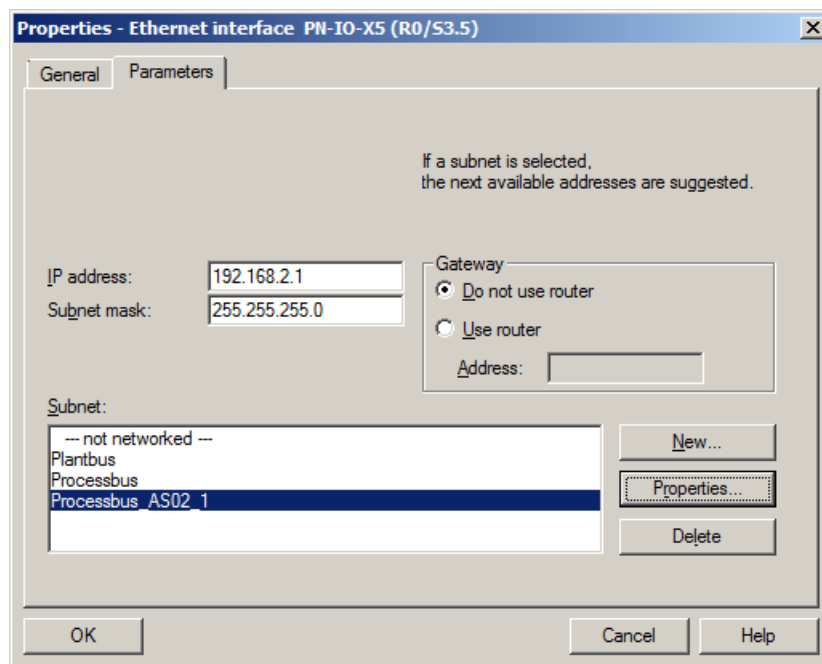 Properties - Ethernet interface PN-IO-X5 (R0/S3.5)
General
Parameters
If a subnet is selected,
the next available addresses are suggested.
IP address:
192.168.2.1
Subnet mask:
255.255.255.0
Gateway
Do not use router
Use router
Address:
Subnet:
--- not networked ---
Plantbus
Processbus
Processbus_AS02_1
New...
Properties...
Delete
OK
Cancel
Help